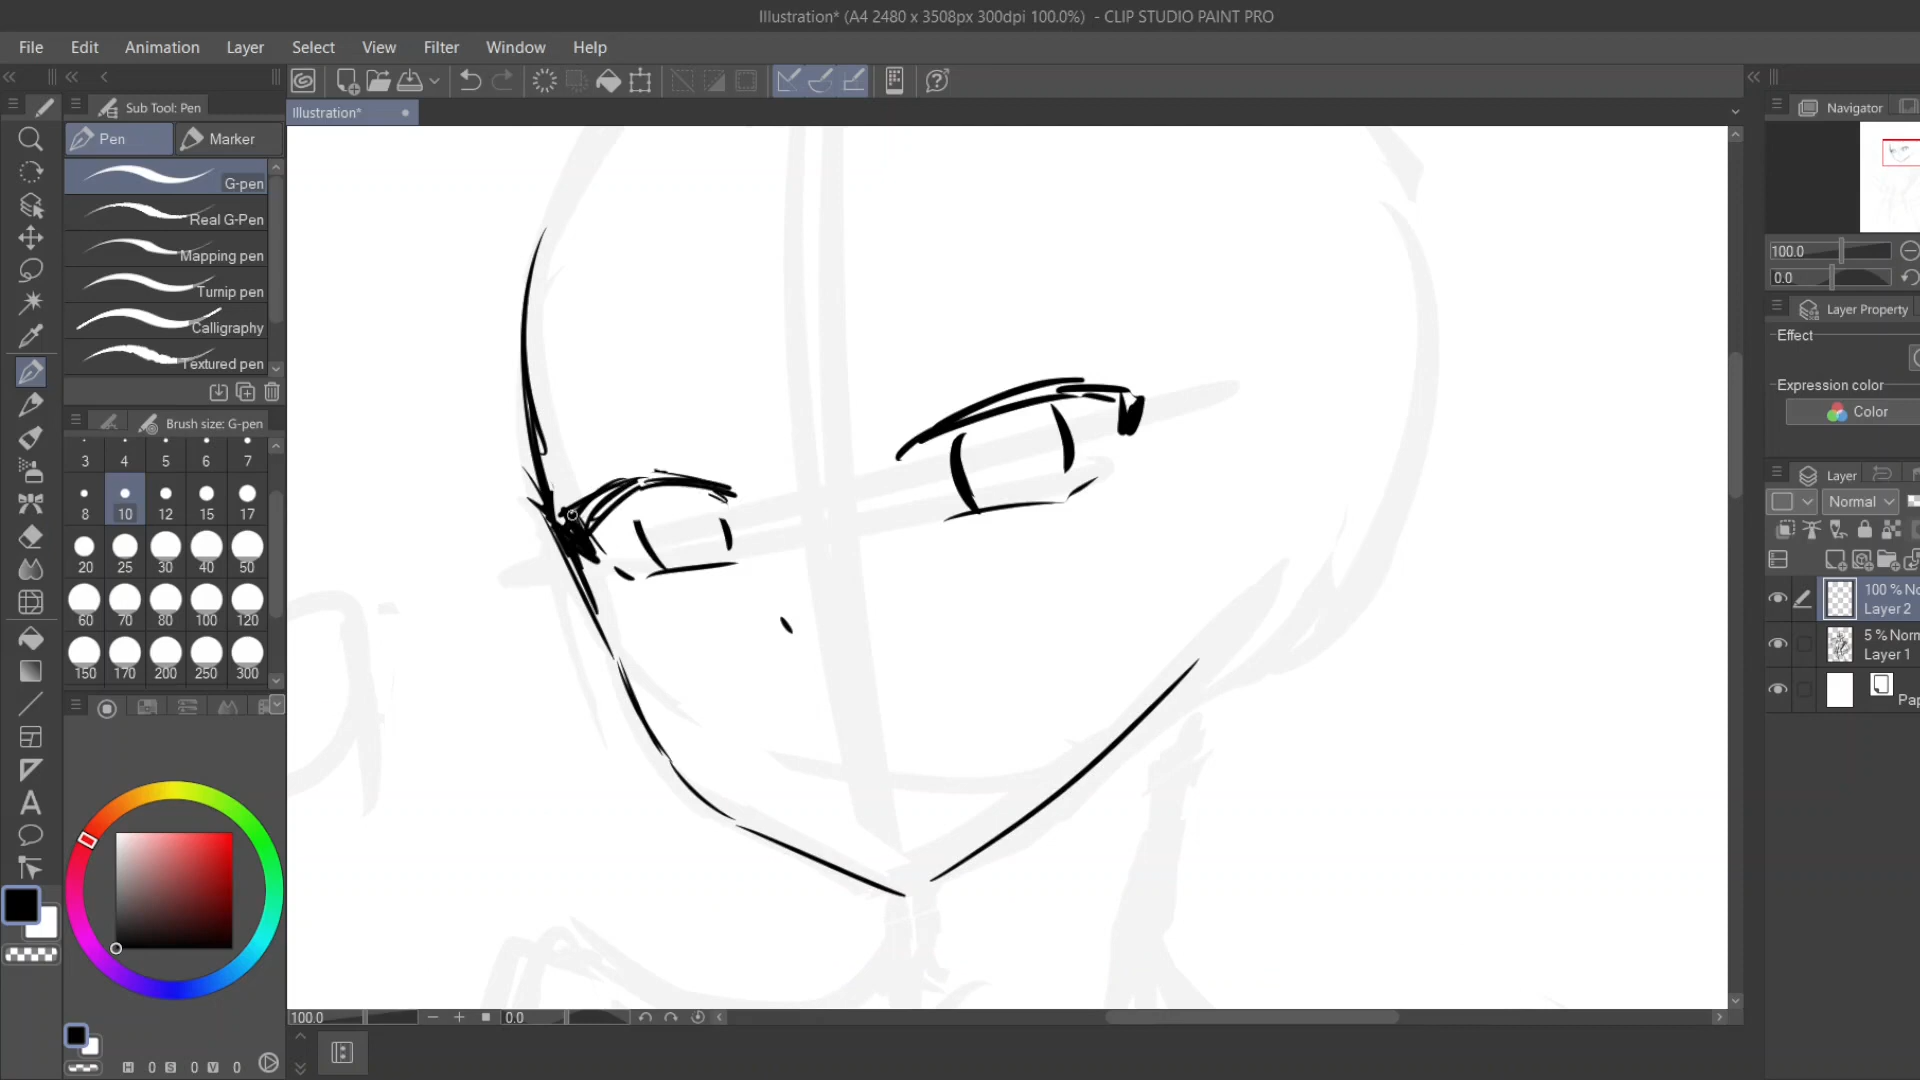 Illustration* (A4 2480 x 3508px 300dpi 100.0%) - CLIP STUDIO PAINT PRO
File Edit Animation Layer Select View Filter Window Help
Sub Tool: Pen
Illustration*
Navigator
Pen Marker
G-pen
Real G-Pen
Mapping pen
Turnip pen
Calligraphy
Textured pen
100.0
0.0
Layer Property
Effect
Expression color
Color
Brush size: G-pen
3 4 5 6 7
8 10 12 15 17
20 25 30 40 50
60 70 80 100 120
150 170 200 250 300
Layer
Normal
100 %
Layer 2
5 %
Layer 1
100.0 0.0
H 0 S 0 V 0